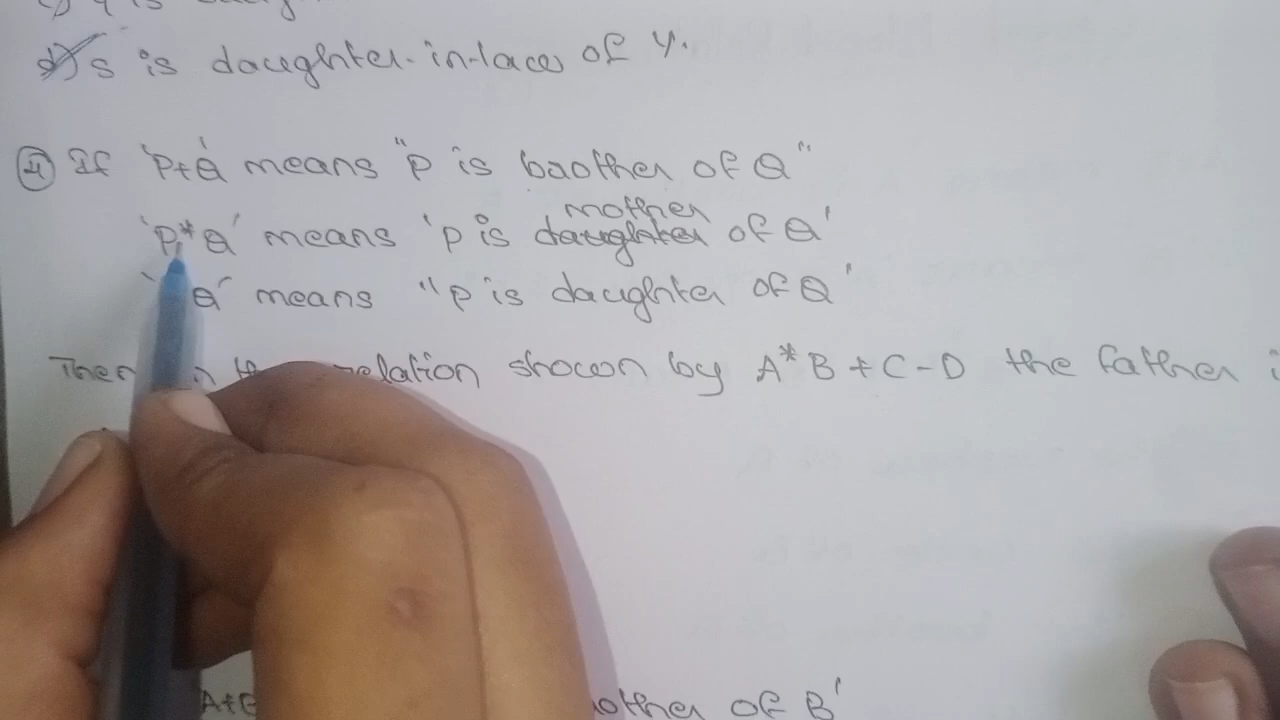 d) S is daughter-in-law of Y.
④ If 'P+Q' means "P is brother of Q"
mother
'P*Q' means 'P is daughter of Q'
Q' means "P is daughter of Q'
Then relation shown by A*B+C-D the father
of B'